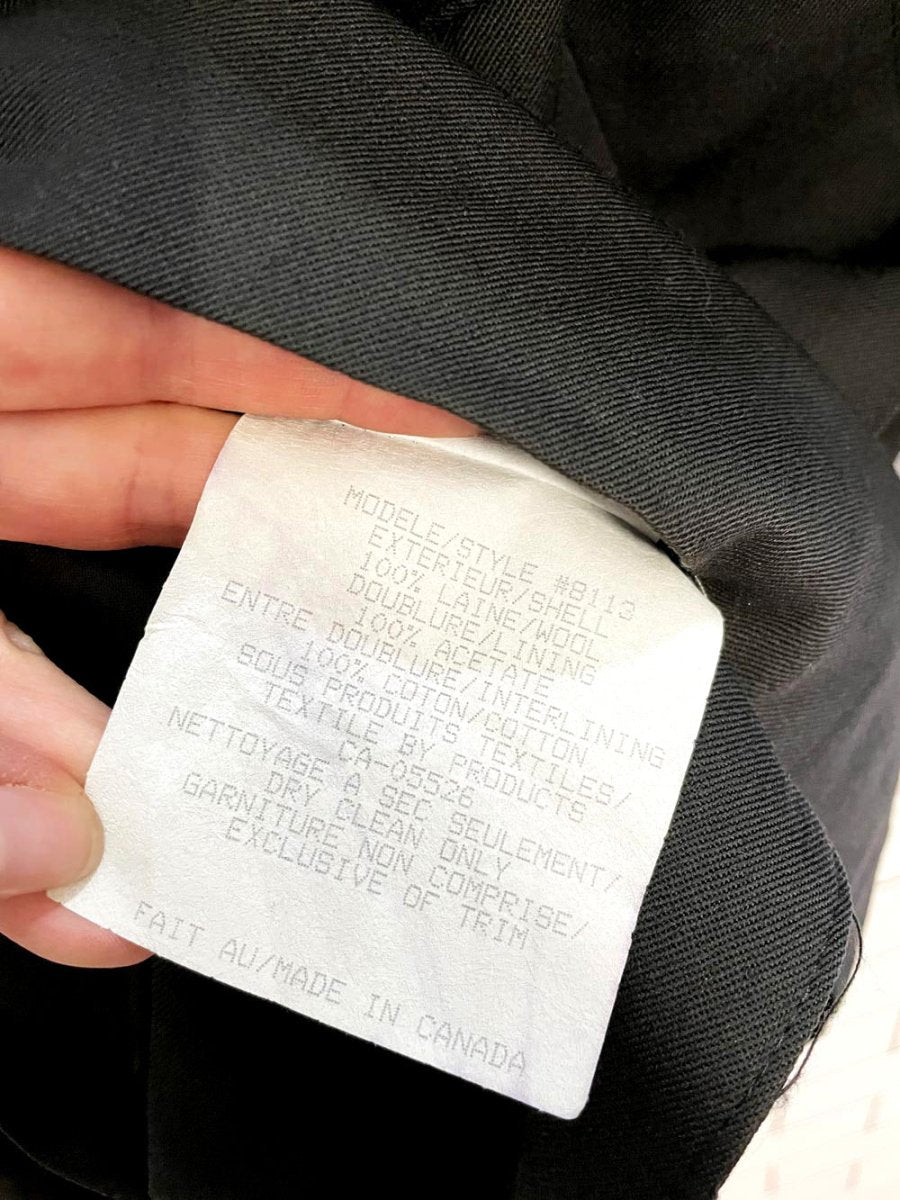 MODELE/STYLE #8113
EXTERIEUR/SHELL
100% LAINE/WOOL
DOUBLURE/LINING
100% ACETATE
ENTRE DOUBLURE/INTERLINING
100% COTON/COTTON
SOUS PRODUITS TEXTILES/
TEXTILE BY PRODUCTS
CA-05526
NETTOYAGE A SEC SEULEMENT/
DRY CLEAN ONLY
GARNITURE NON COMPRISE/
EXCLUSIVE OF TRIM
FAIT AU/MADE IN CANADA